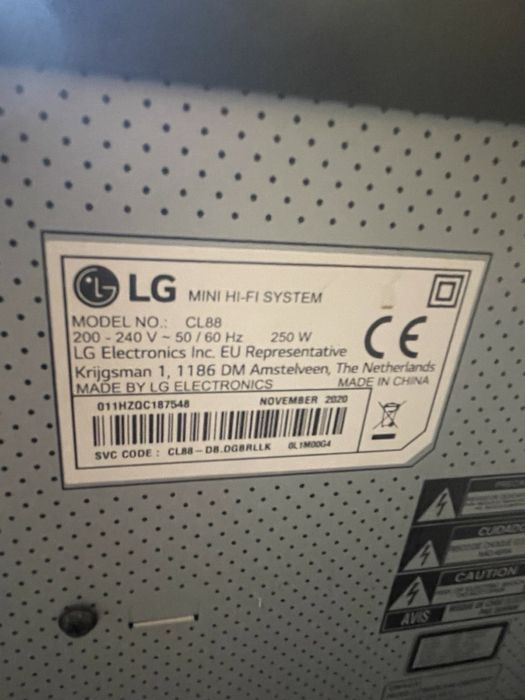 LG MINI HI-FI SYSTEM
MODEL NO.: CL88
200 - 240 V ~ 50 / 60 Hz 250 W
LG Electronics Inc. EU Representative
Krijgsman 1, 1186 DM Amstelveen, The Netherlands
MADE BY LG ELECTRONICS MADE IN CHINA
CE
011HZQC187548 NOVEMBER 2020
SVC CODE : CL88-DB.DGBRLLK 0L1M00G4
CAUTION
AVIS